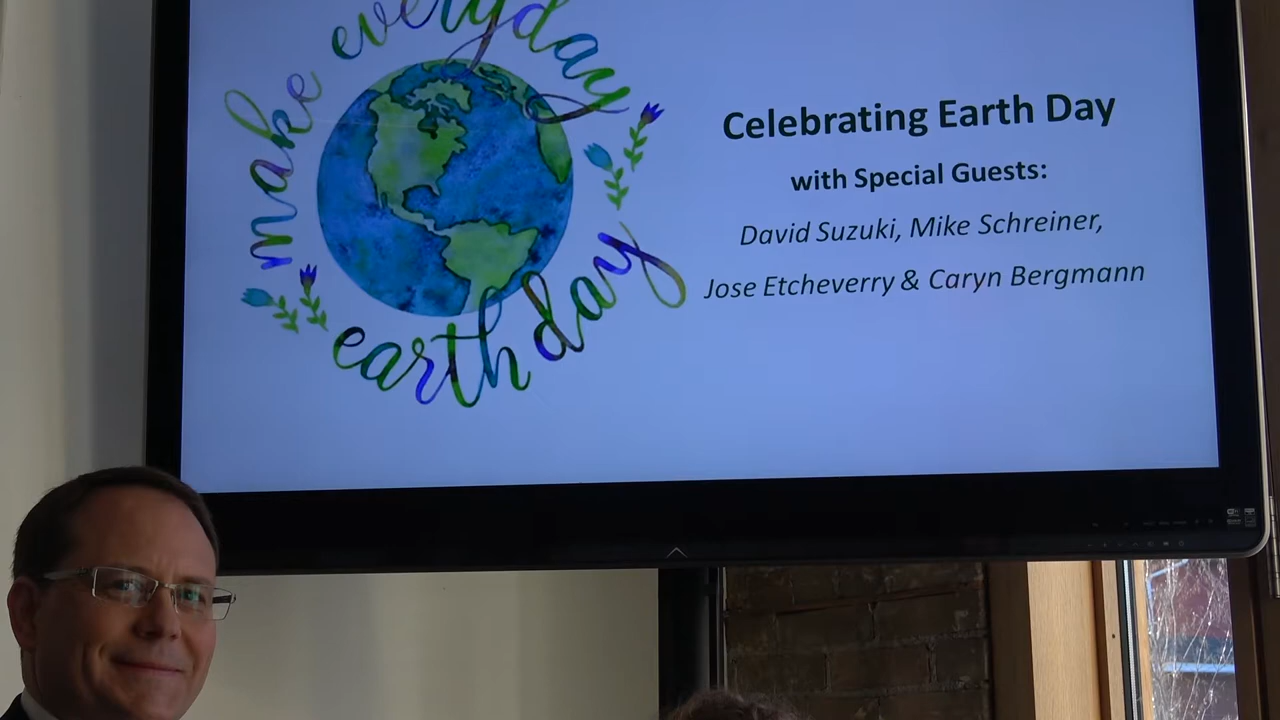 make everyday
earth day
Celebrating Earth Day
with Special Guests:
David Suzuki, Mike Schreiner,
Jose Etcheverry & Caryn Bergmann